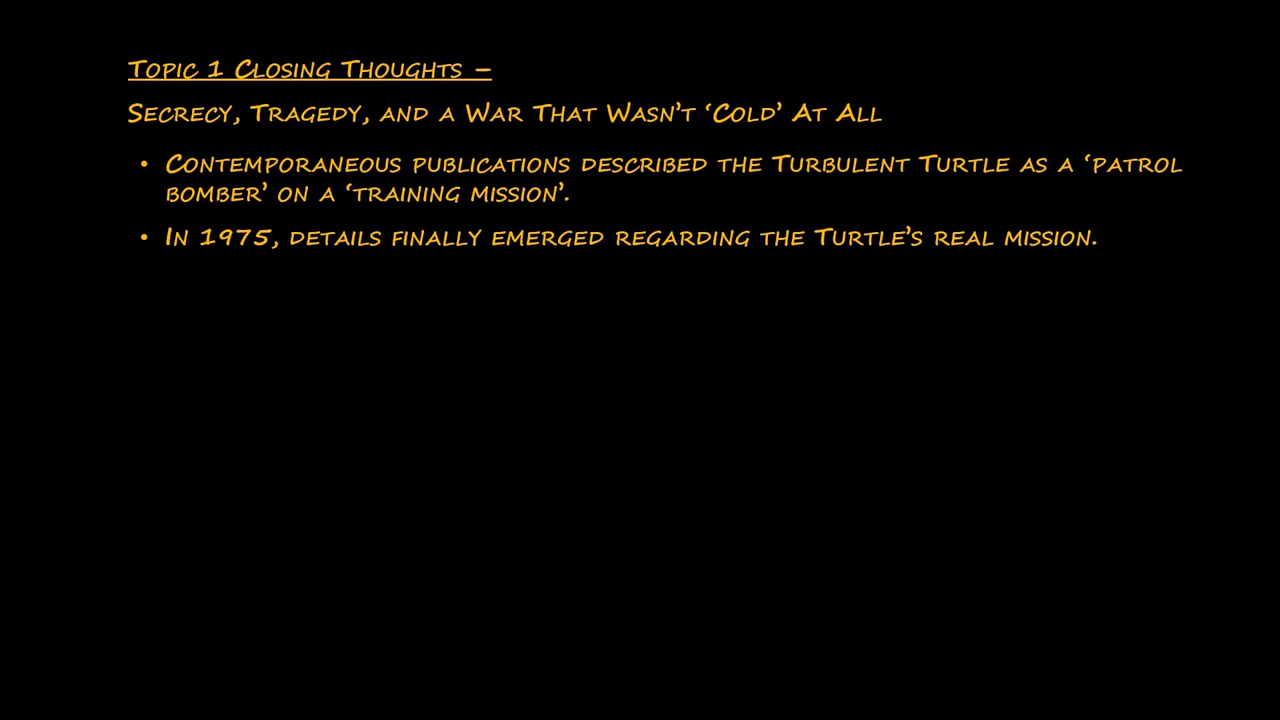 Topic 1 Closing Thoughts –
Secrecy, Tragedy, and a War That Wasn’t ‘Cold’ At All
• Contemporaneous publications described the Turbulent Turtle as a ‘patrol
bomber’ on a ‘training mission’.
• In 1975, details finally emerged regarding the Turtle’s real mission.